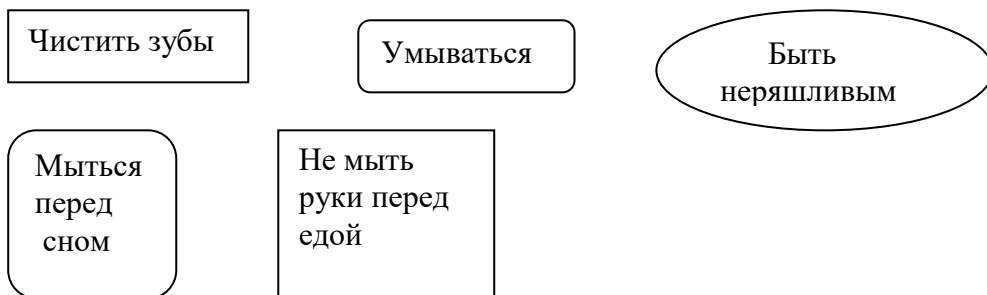 Чистить зубы
Умываться
Быть
неряшливым
Мыться
перед
сном
Не мыть
руки перед
едой